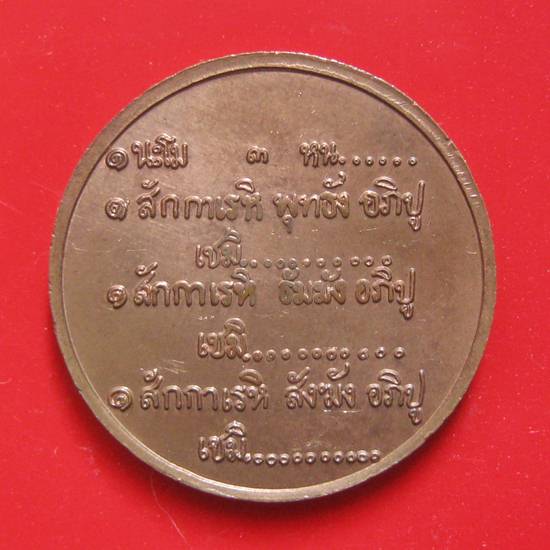 ๑ นะโม ๓ หน......
๑ สักกาเรหิ พุทธัง อภิปู
เชมิ...........
๑ สักกาเรหิ ธัมมัง อภิปู
เชมิ...........
๑ สักกาเรหิ สังฆัง อภิปู
เชมิ............